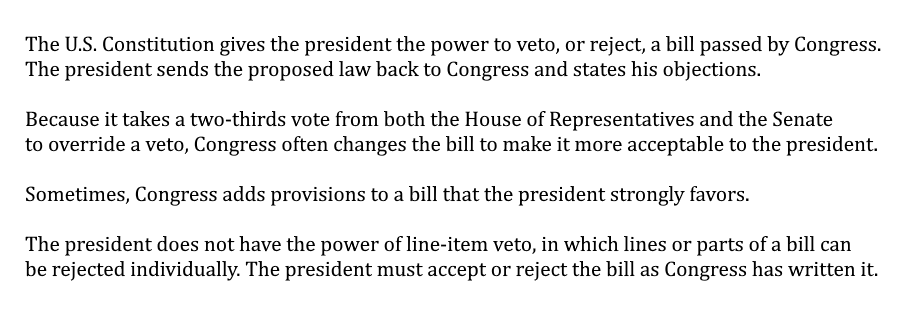 The U.S. Constitution gives the president the power to veto, or reject, a bill passed by Congress.
The president sends the proposed law back to Congress and states his objections.
Because it takes a two-thirds vote from both the House of Representatives and the Senate
to override a veto, Congress often changes the bill to make it more acceptable to the president.
Sometimes, Congress adds provisions to a bill that the president strongly favors.
The president does not have the power of line-item veto, in which lines or parts of a bill can
be rejected individually. The president must accept or reject the bill as Congress has written it.